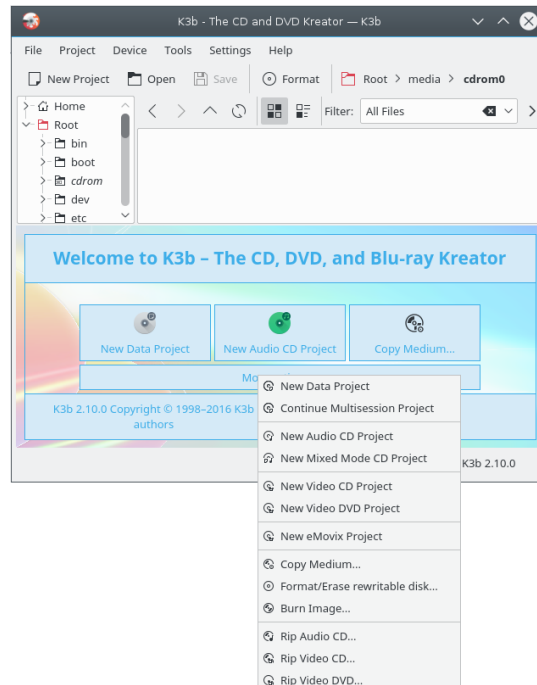 K3b - The CD and DVD Kreator — K3b
File Project Device Tools Settings Help
New Project Open Save Format Root > media > cdrom0
Home
Root
bin
boot
cdrom
dev
etc
Filter: All Files
Welcome to K3b – The CD, DVD, and Blu-ray Kreator
New Data Project New Audio CD Project Copy Medium...
K3b 2.10.0 Copyright © 1998–2016 K3b
authors
K3b 2.10.0
New Data Project
Continue Multisession Project
New Audio CD Project
New Mixed Mode CD Project
New Video CD Project
New Video DVD Project
New eMovix Project
Copy Medium...
Format/Erase rewritable disk...
Burn Image...
Rip Audio CD...
Rip Video CD...
Rip Video DVD...